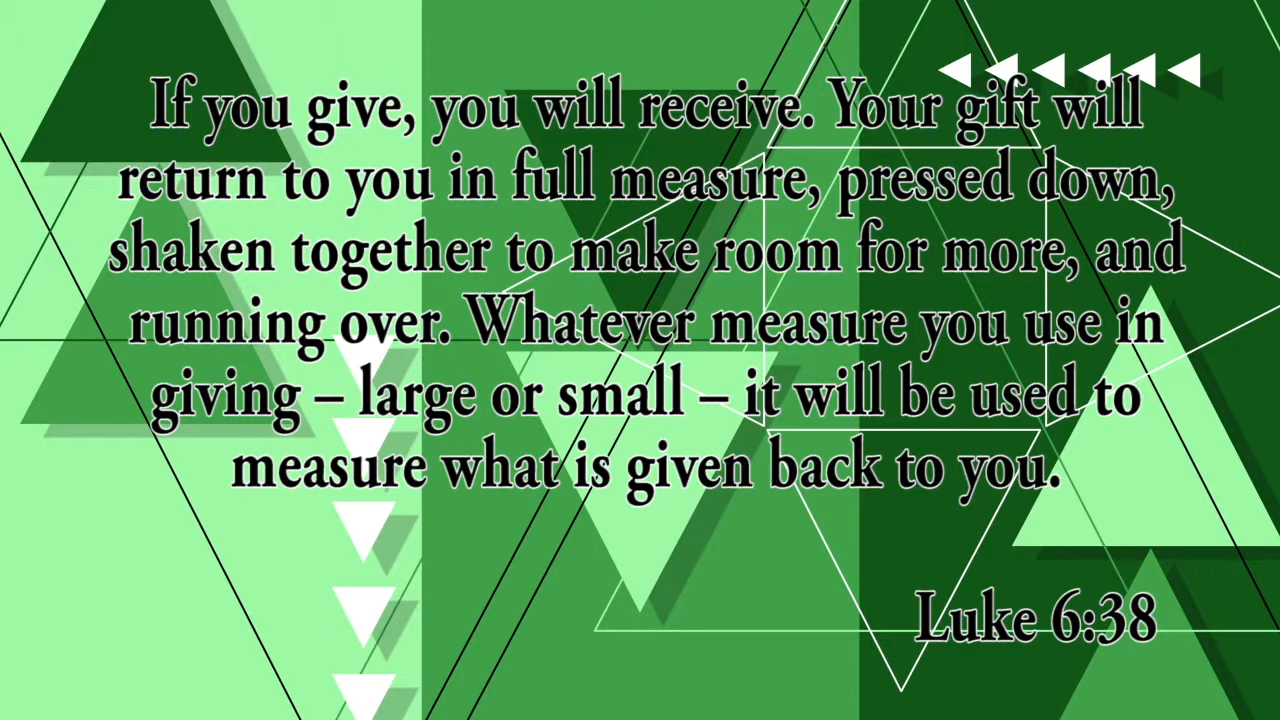 If you give, you will receive. Your gift will
return to you in full measure, pressed down,
shaken together to make room for more, and
running over. Whatever measure you use in
giving – large or small – it will be used to
measure what is given back to you.
Luke 6:38